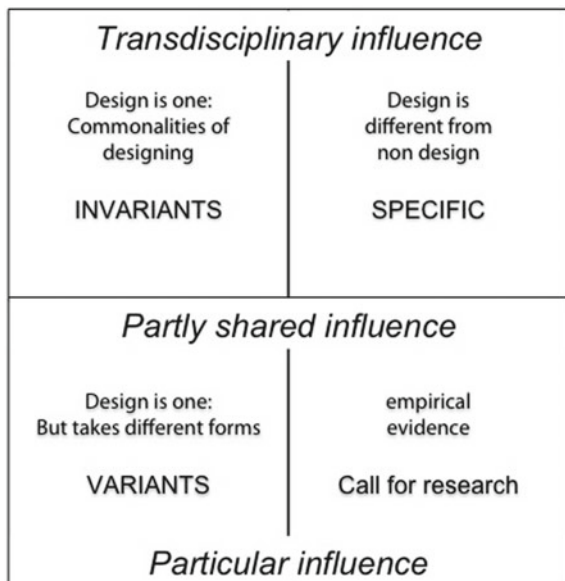 Transdisciplinary influence
Design is one:
Commonalities of
designing
INVARIANTS
Design is
different from
non design
SPECIFIC
Partly shared influence
Design is one:
But takes different forms
VARIANTS
empirical
evidence
Call for research
Particular influence